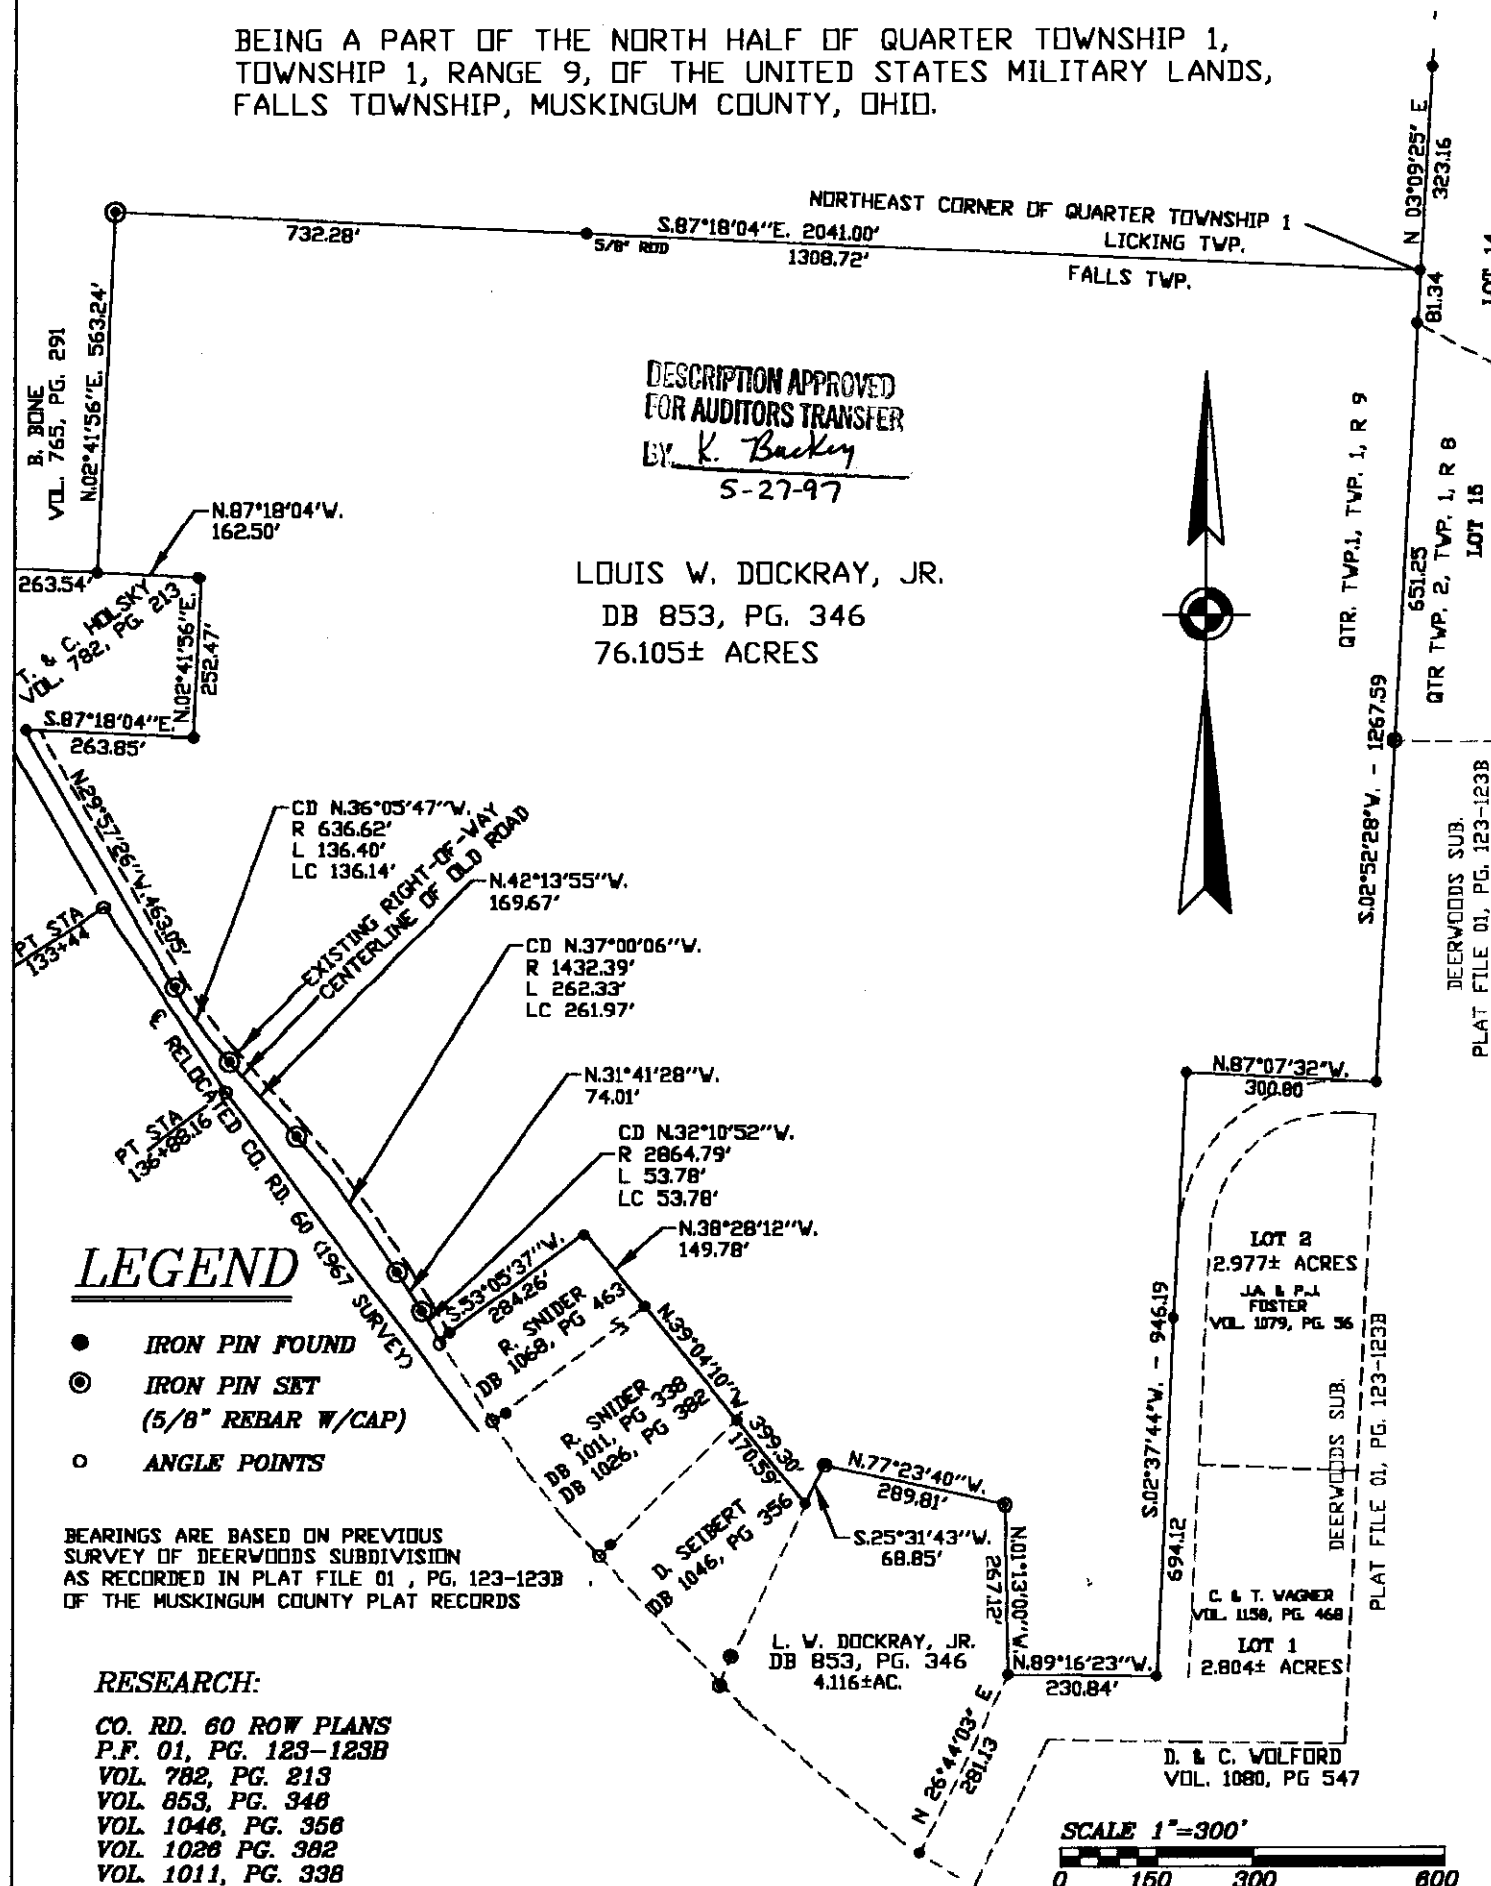 BEING A PART OF THE NORTH HALF OF QUARTER TOWNSHIP 1,
TOWNSHIP 1, RANGE 9, OF THE UNITED STATES MILITARY LANDS,
FALLS TOWNSHIP, MUSKINGUM COUNTY, OHIO.
N 03°09'25" E
323.16
NORTHEAST CORNER OF QUARTER TOWNSHIP 1
LICKING TWP.
FALLS TWP.
732.28'
5/8" ROD
S.87°18'04"E. 2041.00'
1308.72'
81.34
LOT 14
B. BONE
VOL. 765, PG. 291
N.02°41'56"E. 563.24'
DESCRIPTION APPROVED
FOR AUDITORS TRANSFER
BY K. Buckey
5-27-97
N.87°18'04"W.
162.50'
263.54'
T. & C. HOLSKY
VOL. 782, PG. 213
N.02°41'56"E.
252.47'
S.87°18'04"E.
263.85'
LOUIS W. DOCKRAY, JR.
DB 853, PG. 346
76.105± ACRES
QTR. TWP.1, TWP. 1, R 9
651.25
QTR TWP. 2, TWP. 1, R 8
LOT 15
S.02°52'28"W. - 1267.59
DEERWOODS SUB.
PLAT FILE 01, PG. 123-123B
N.29°57'26"W. 463.05'
CD N.36°05'47"W.
R 636.62'
L 136.40'
LC 136.14'
EXISTING RIGHT-OF-WAY
CENTERLINE OF OLD ROAD
N.42°13'55"W.
169.67'
CD N.37°00'06"W.
R 1432.39'
L 262.33'
LC 261.97'
PT STA
133+44
℄ RELOCATED CO. RD. 60 (1967 SURVEY)
PT STA
136+88.16
N.31°41'28"W.
74.01'
CD N.32°10'52"W.
R 2864.79'
L 53.78'
LC 53.78'
N.38°28'12"W.
149.78'
N.87°07'32"W.
300.80
S.53°05'37"W.
284.26'
R. SNIDER
DB 1068, PG 463
N.39°04'10"W 399.30'
170.59'
R. SNIDER
DB 1011, PG 338
DB 1026, PG 382
D. SEIBERT
DB 1046, PG 356
N.77°23'40"W.
289.81'
S.25°31'43"W.
68.85'
N.01°13'00"W.
267.12'
L. W. DOCKRAY, JR.
DB 853, PG. 346
4.116±AC.
N.89°16'23"W.
230.84'
N 26°44'03" E
281.13
S.02°37'44"W. - 946.19
694.12
LOT 2
2.977± ACRES
J.A. & P.J.
FOSTER
VOL. 1079, PG. 56
DEERWOODS SUB.
PLAT FILE 01, PG. 123-123B
C. & T. WAGNER
VOL. 1158, PG. 468
LOT 1
2.804± ACRES
D. & C. WOLFORD
VOL. 1080, PG 547
LEGEND
IRON PIN FOUND
IRON PIN SET
(5/8" REBAR W/CAP)
ANGLE POINTS
BEARINGS ARE BASED ON PREVIOUS
SURVEY OF DEERWOODS SUBDIVISION
AS RECORDED IN PLAT FILE 01 , PG. 123-123B
OF THE MUSKINGUM COUNTY PLAT RECORDS
RESEARCH:
CO. RD. 60 ROW PLANS
P.F. 01, PG. 123-123B
VOL. 782, PG. 213
VOL. 853, PG. 346
VOL. 1046, PG. 356
VOL. 1026 PG. 382
VOL. 1011, PG. 338
SCALE 1"=300'
0 150 300 600